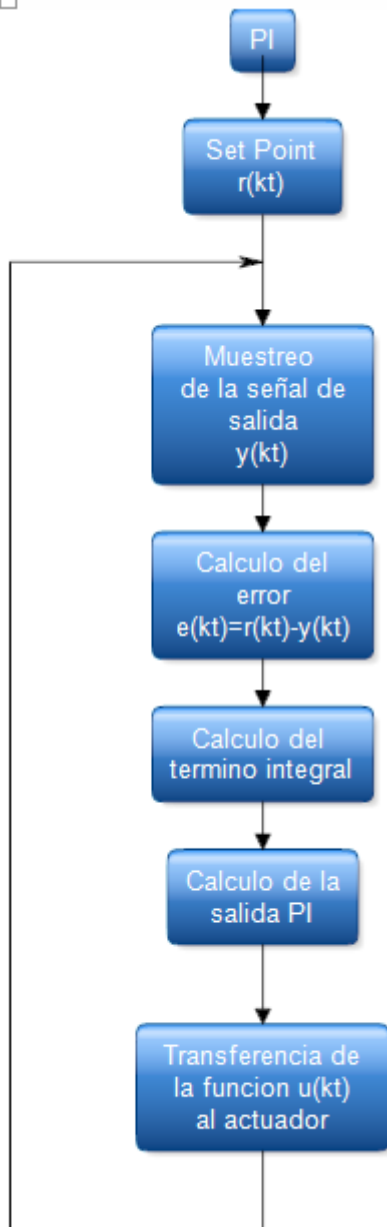 PI
Set Point
r(kt)
Muestreo
de la señal de
salida
y(kt)
Calculo del
error
e(kt)=r(kt)-y(kt)
Calculo del
termino integral
Calculo de la
salida PI
Transferencia de
la funcion u(kt)
al actuador